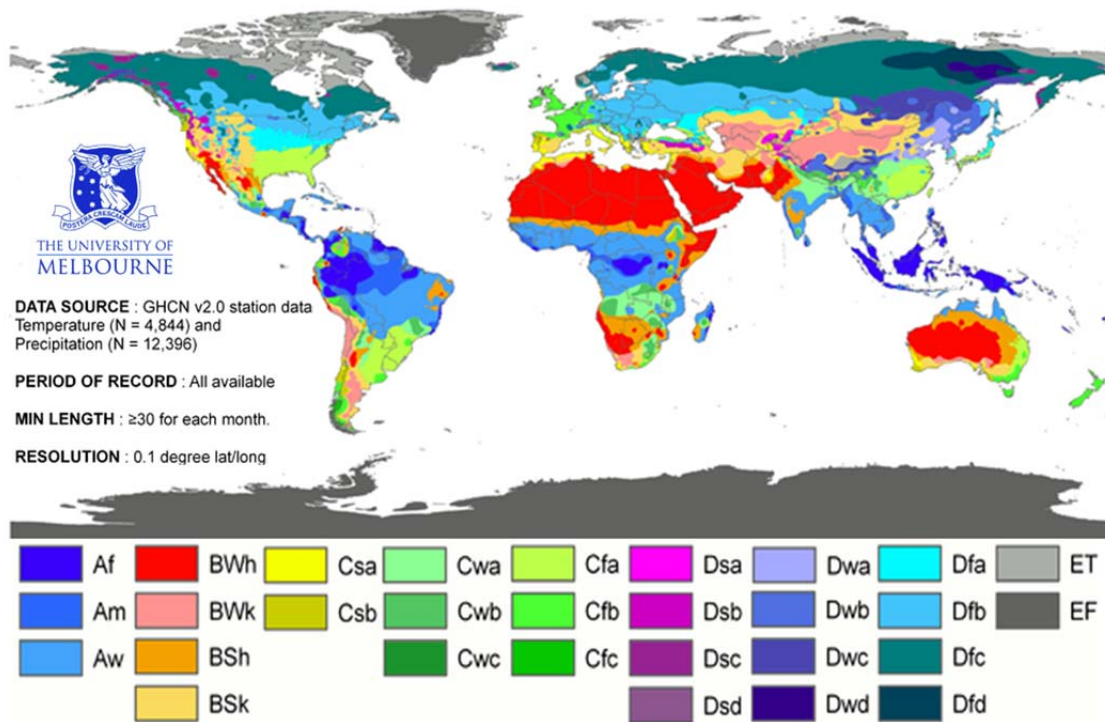 POSTERA CRESCAM LAUDE
THE UNIVERSITY OF
MELBOURNE
DATA SOURCE : GHCN v2.0 station data
Temperature (N = 4,844) and
Precipitation (N = 12,396)
PERIOD OF RECORD : All available
MIN LENGTH : ≥30 for each month.
RESOLUTION : 0.1 degree lat/long
Af BWh Csa Cwa Cfa Dsa Dwa Dfa ET
Am BWk Csb Cwb Cfb Dsb Dwb Dfb EF
Aw BSh Cwc Cfc Dsc Dwc Dfc
BSk Dsd Dwd Dfd